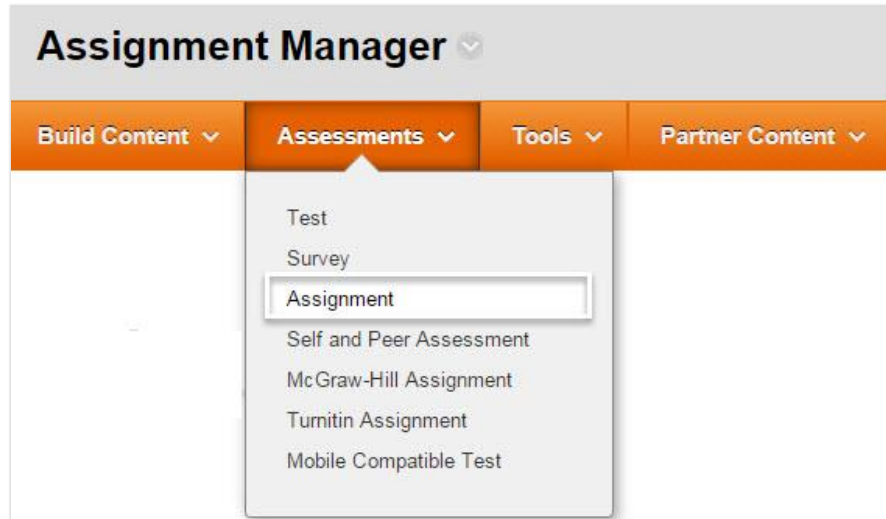 Assignment Manager
Build Content Assessments Tools Partner Content
Test
Survey
Assignment
Self and Peer Assessment
McGraw-Hill Assignment
Turnitin Assignment
Mobile Compatible Test